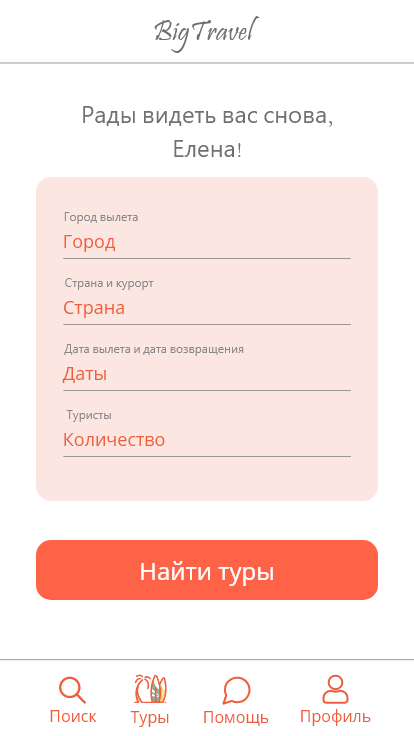 BigTravel
Рады видеть вас снова,
Елена!
Город вылета
Город
Страна и курорт
Страна
Дата вылета и дата возвращения
Даты
Туристы
Количество
Найти туры
Поиск Туры Помощь Профиль